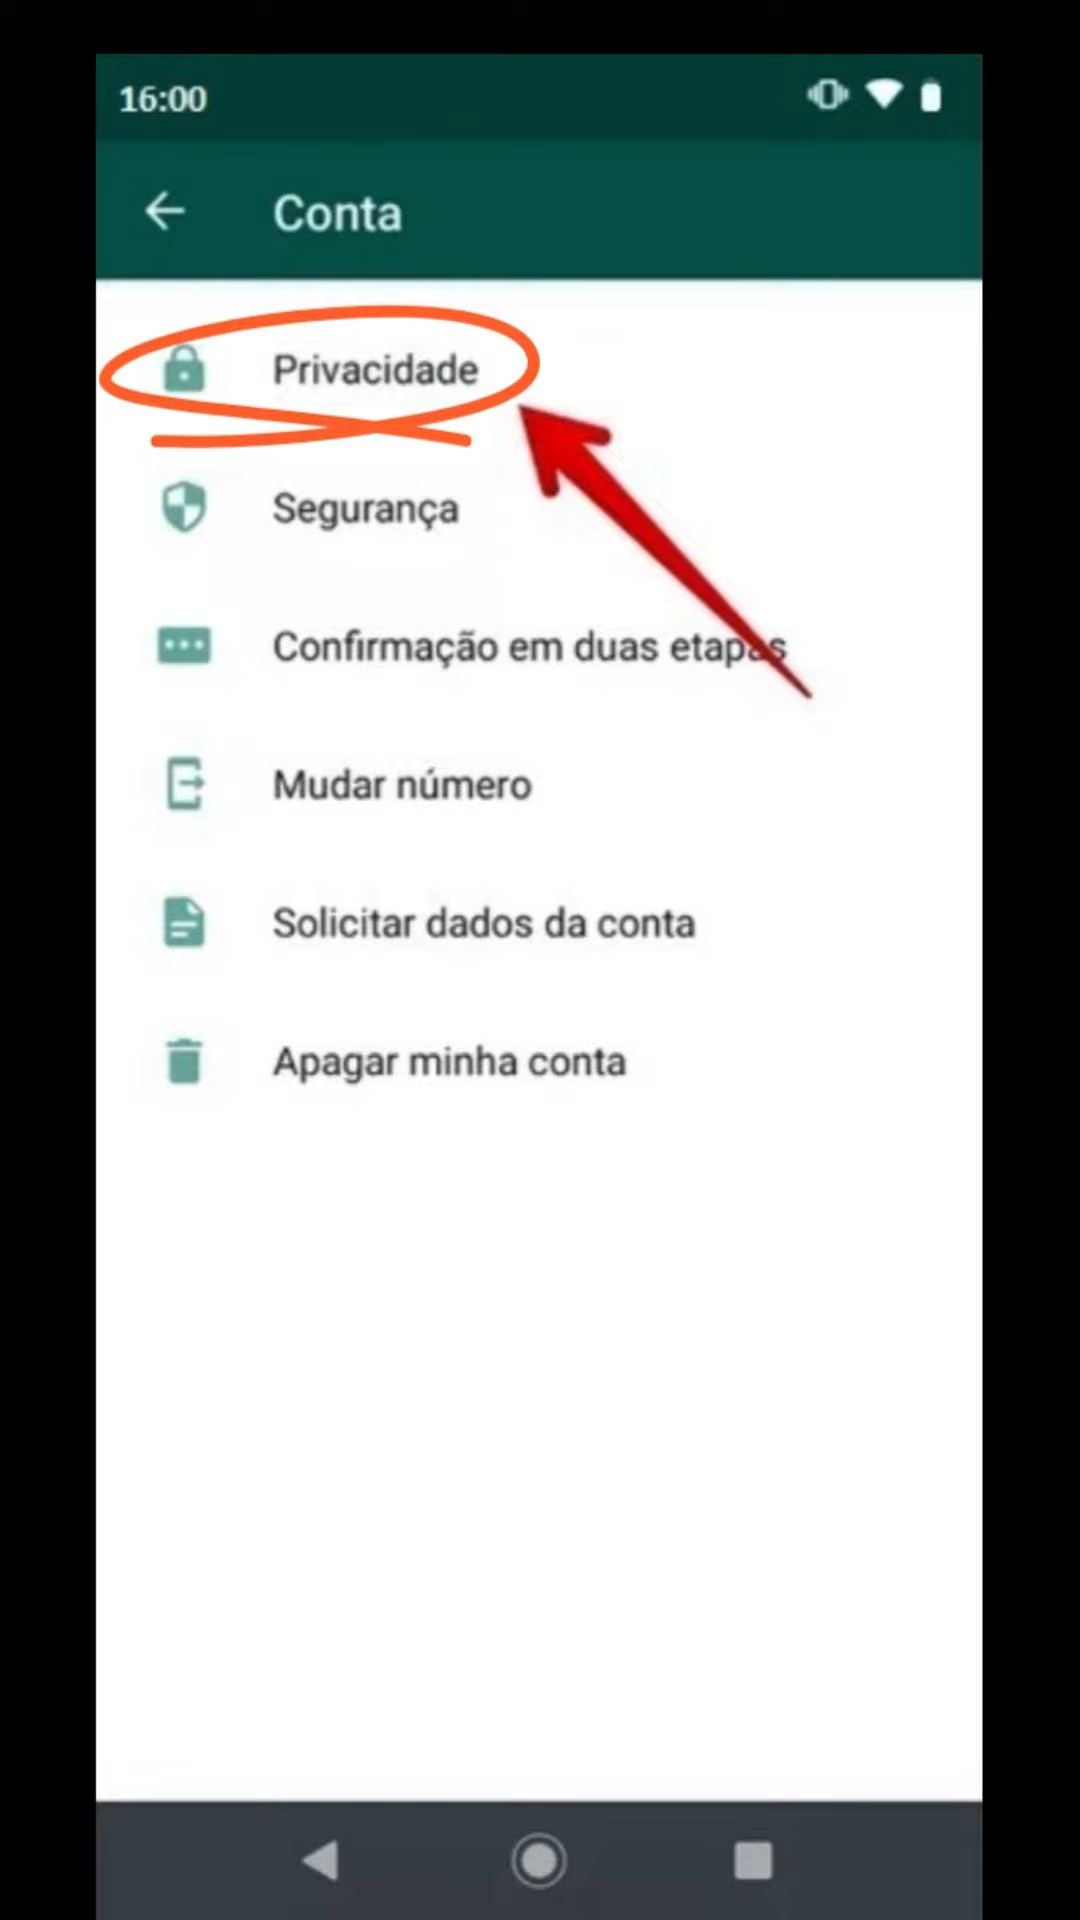 16:00
Conta
Privacidade
Segurança
Confirmação em duas etapas
Mudar número
Solicitar dados da conta
Apagar minha conta